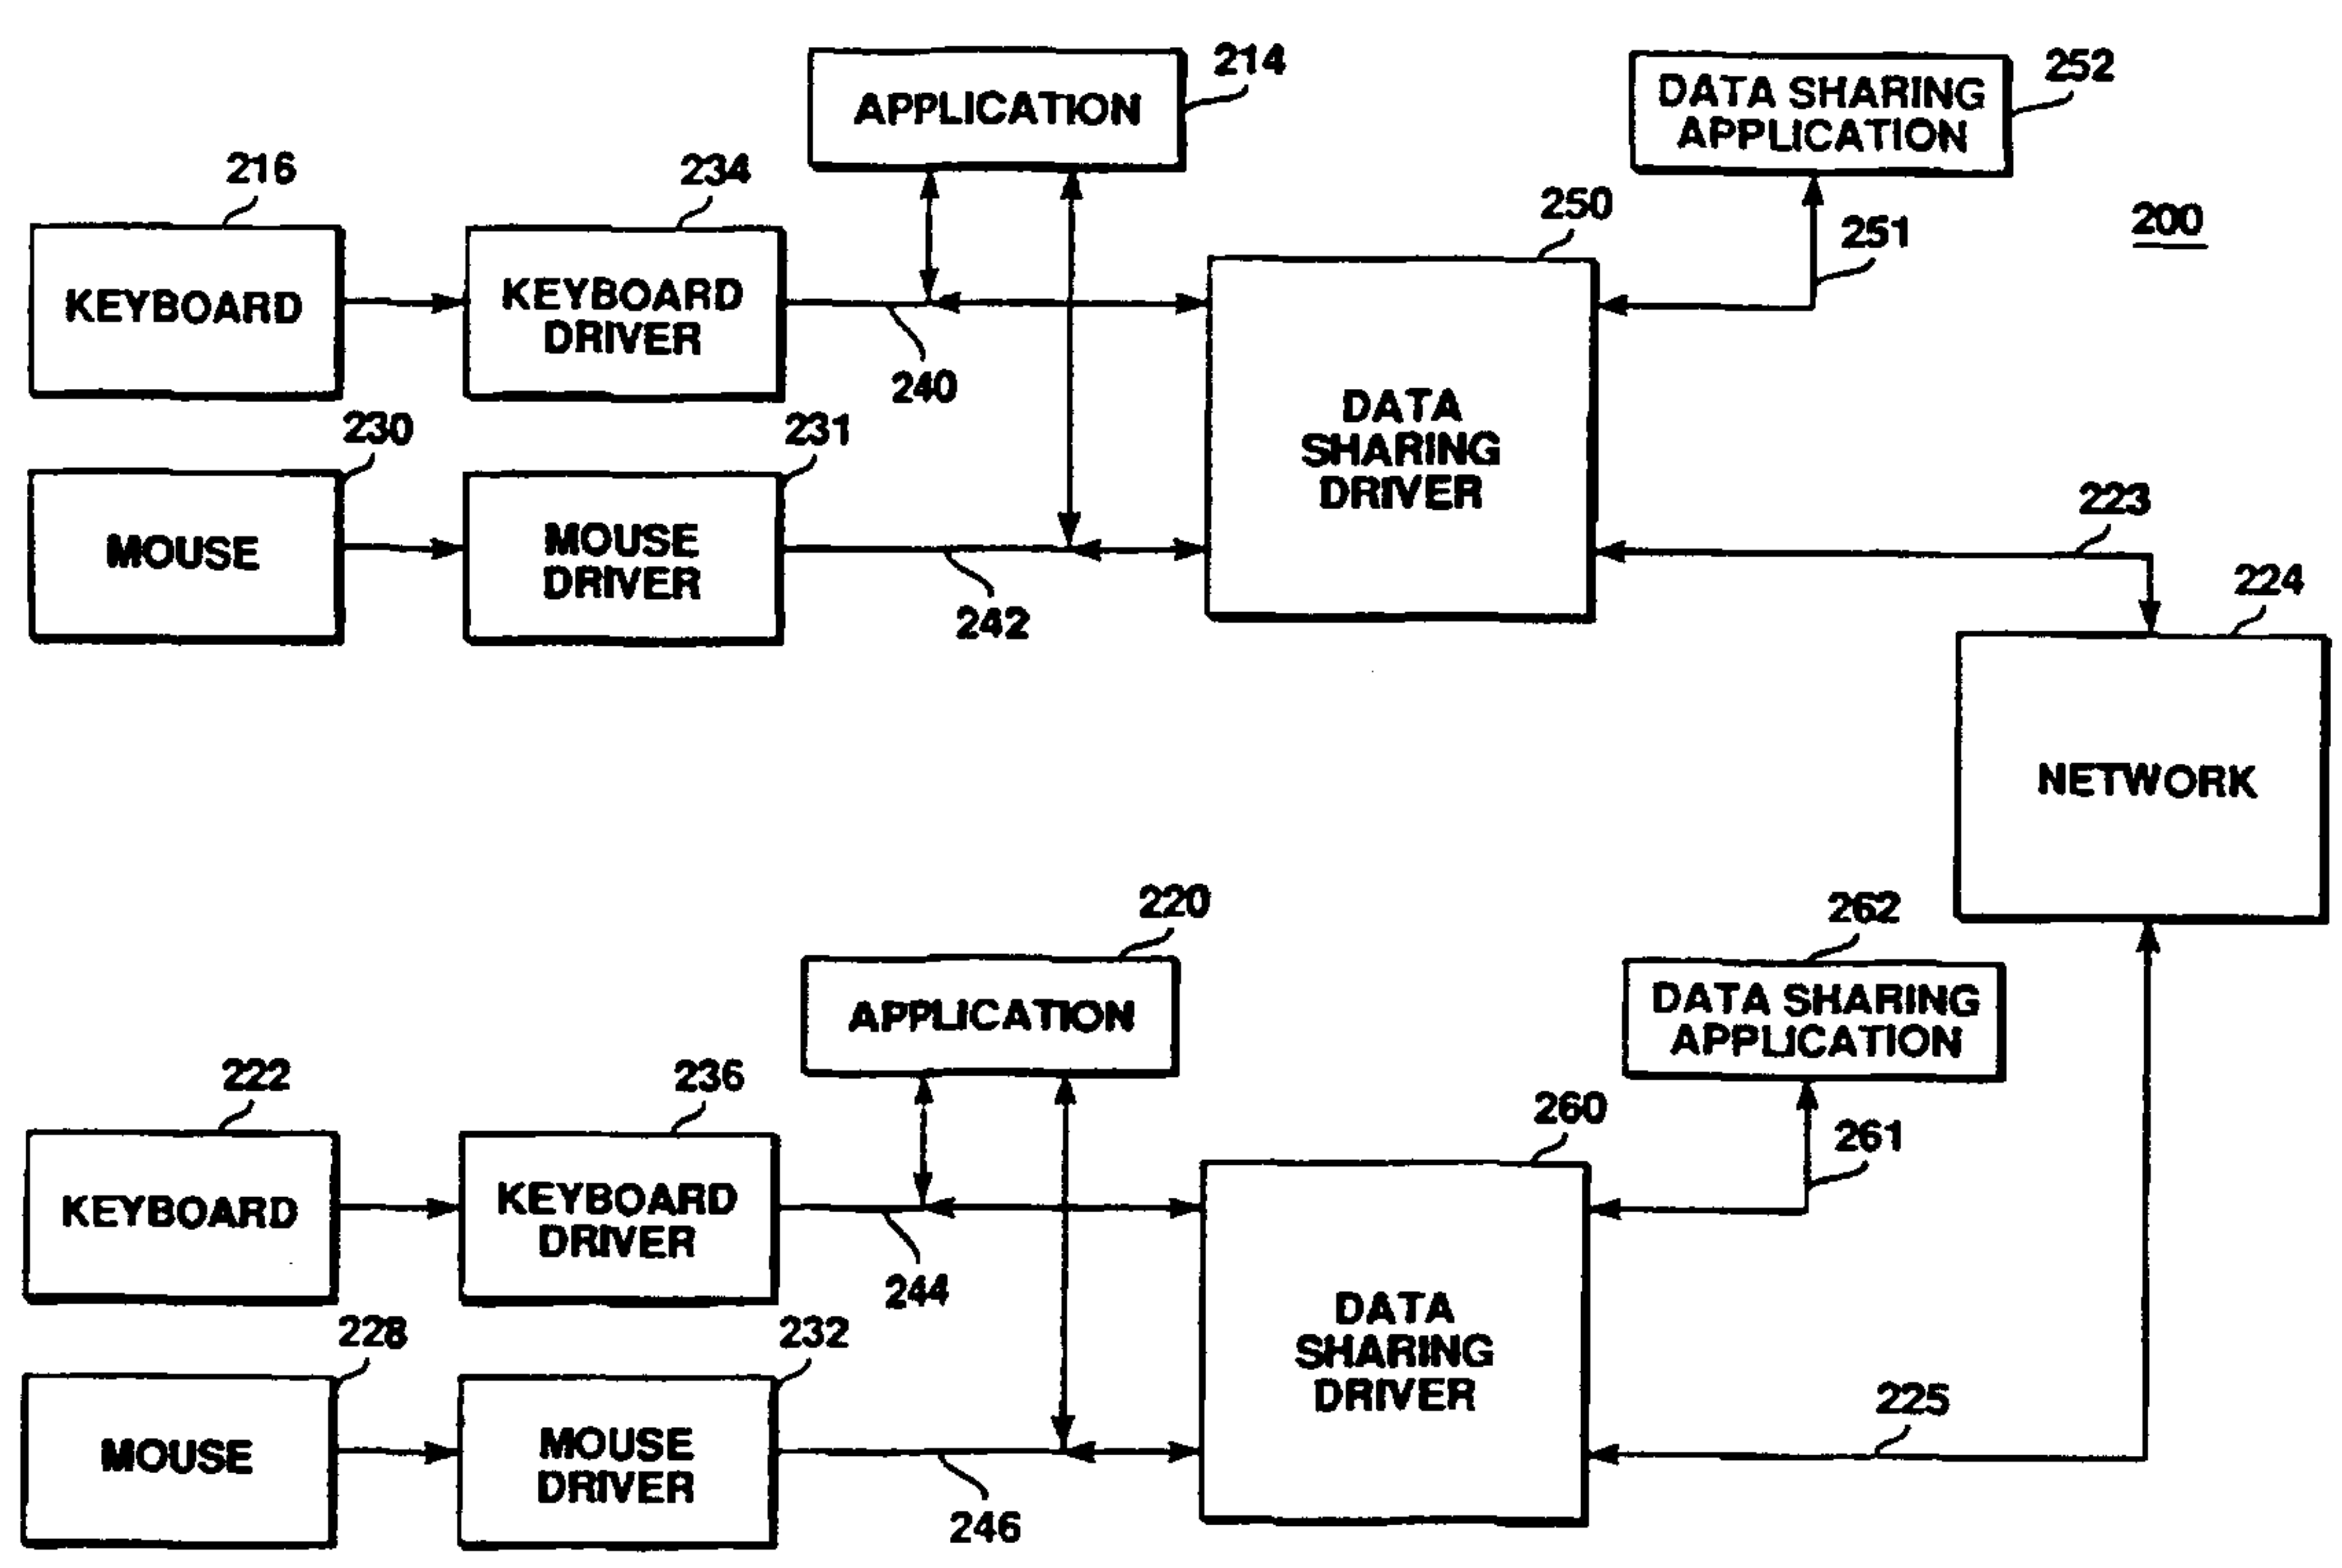 214
APPLICATION
252
DATA SHARING
APPLICATION
216
234
250
251
200
KEYBOARD
KEYBOARD
DRIVER
240
230
231
DATA
SHARING
DRIVER
MOUSE
MOUSE
DRIVER
242
223
224
NETWORK
220
APPLICATION
262
DATA SHARING
APPLICATION
222
236
260
261
KEYBOARD
KEYBOARD
DRIVER
244
228
232
DATA
SHARING
DRIVER
MOUSE
MOUSE
DRIVER
246
225